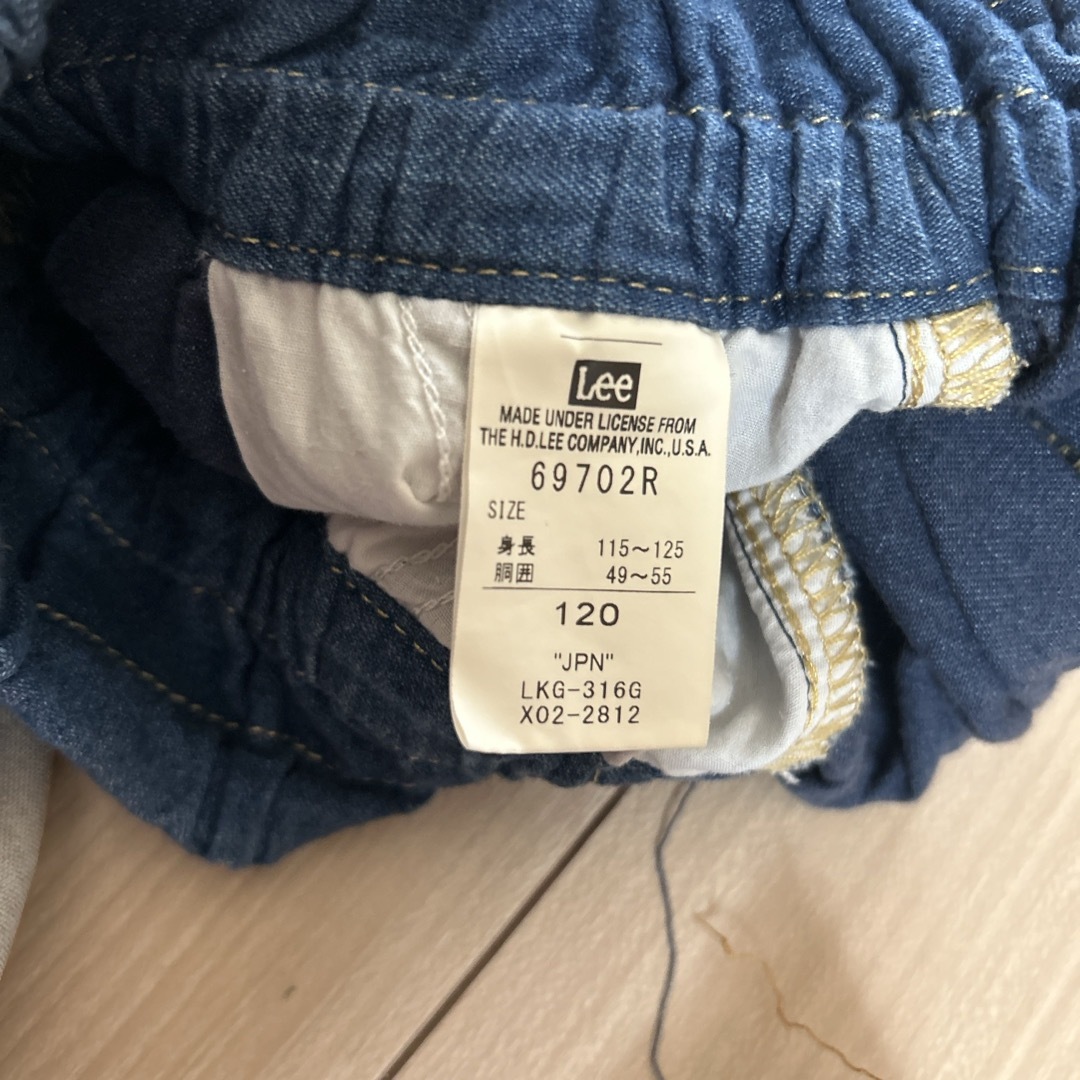 Lee
MADE UNDER LICENSE FROM
THE H.D.LEE COMPANY,INC.,U.S.A.
69702R
SIZE
身長 115～125
胴囲 49～55
120
"JPN"
LKG-316G
X02-2812